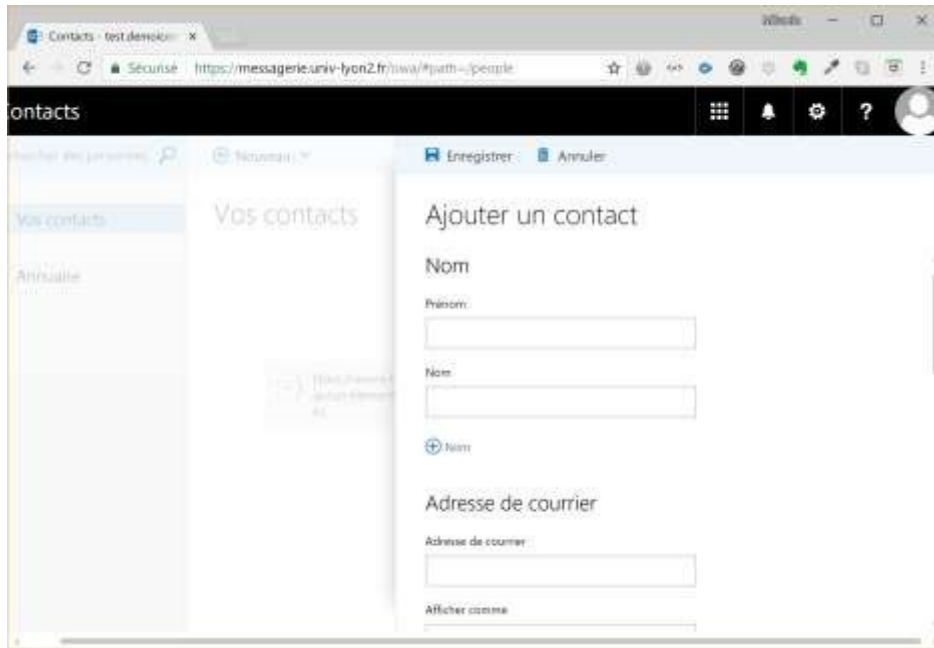 Contacts - test.demo
Sécurisé https://messagerie.univ-lyon2.fr/owa/#path=/people
ontacts
?
Nouveau
Enregistrer Annuler
Vos contacts
Vos contacts
Annuaire
Ajouter un contact
Nom
Prénom
Nom
Nom
Adresse de courrier
Adresse de courrier
Afficher comme